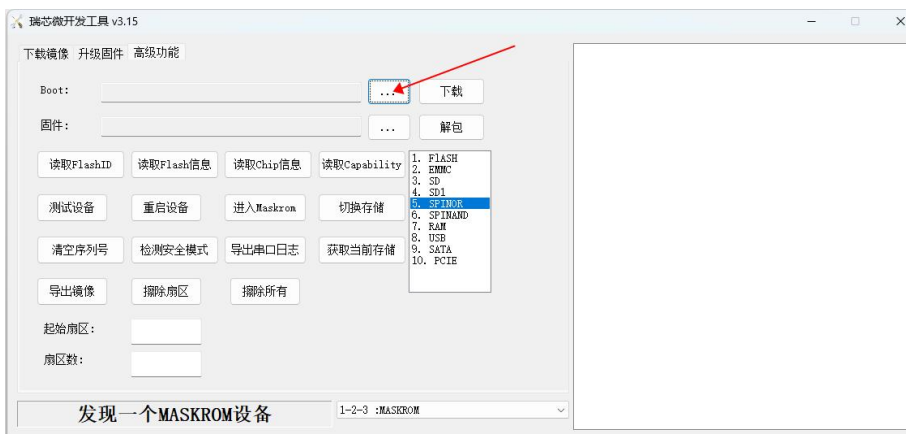 瑞芯微开发工具 v3.15
下载镜像 升级固件 高级功能
Boot: ... 下载
固件: ... 解包
读取FlashID 读取Flash信息 读取Chip信息 读取Capability
测试设备 重启设备 进入Maskrom 切换存储
清空序列号 检测安全模式 导出串口日志 获取当前存储
导出镜像 擦除扇区 擦除所有
1. FlASH
2. EMMC
3. SD
4. SD1
5. SPINOR
6. SPINAND
7. RAM
8. USB
9. SATA
10. PCIE
起始扇区:
扇区数:
发现一个MASKROM设备 1-2-3 :MASKROM